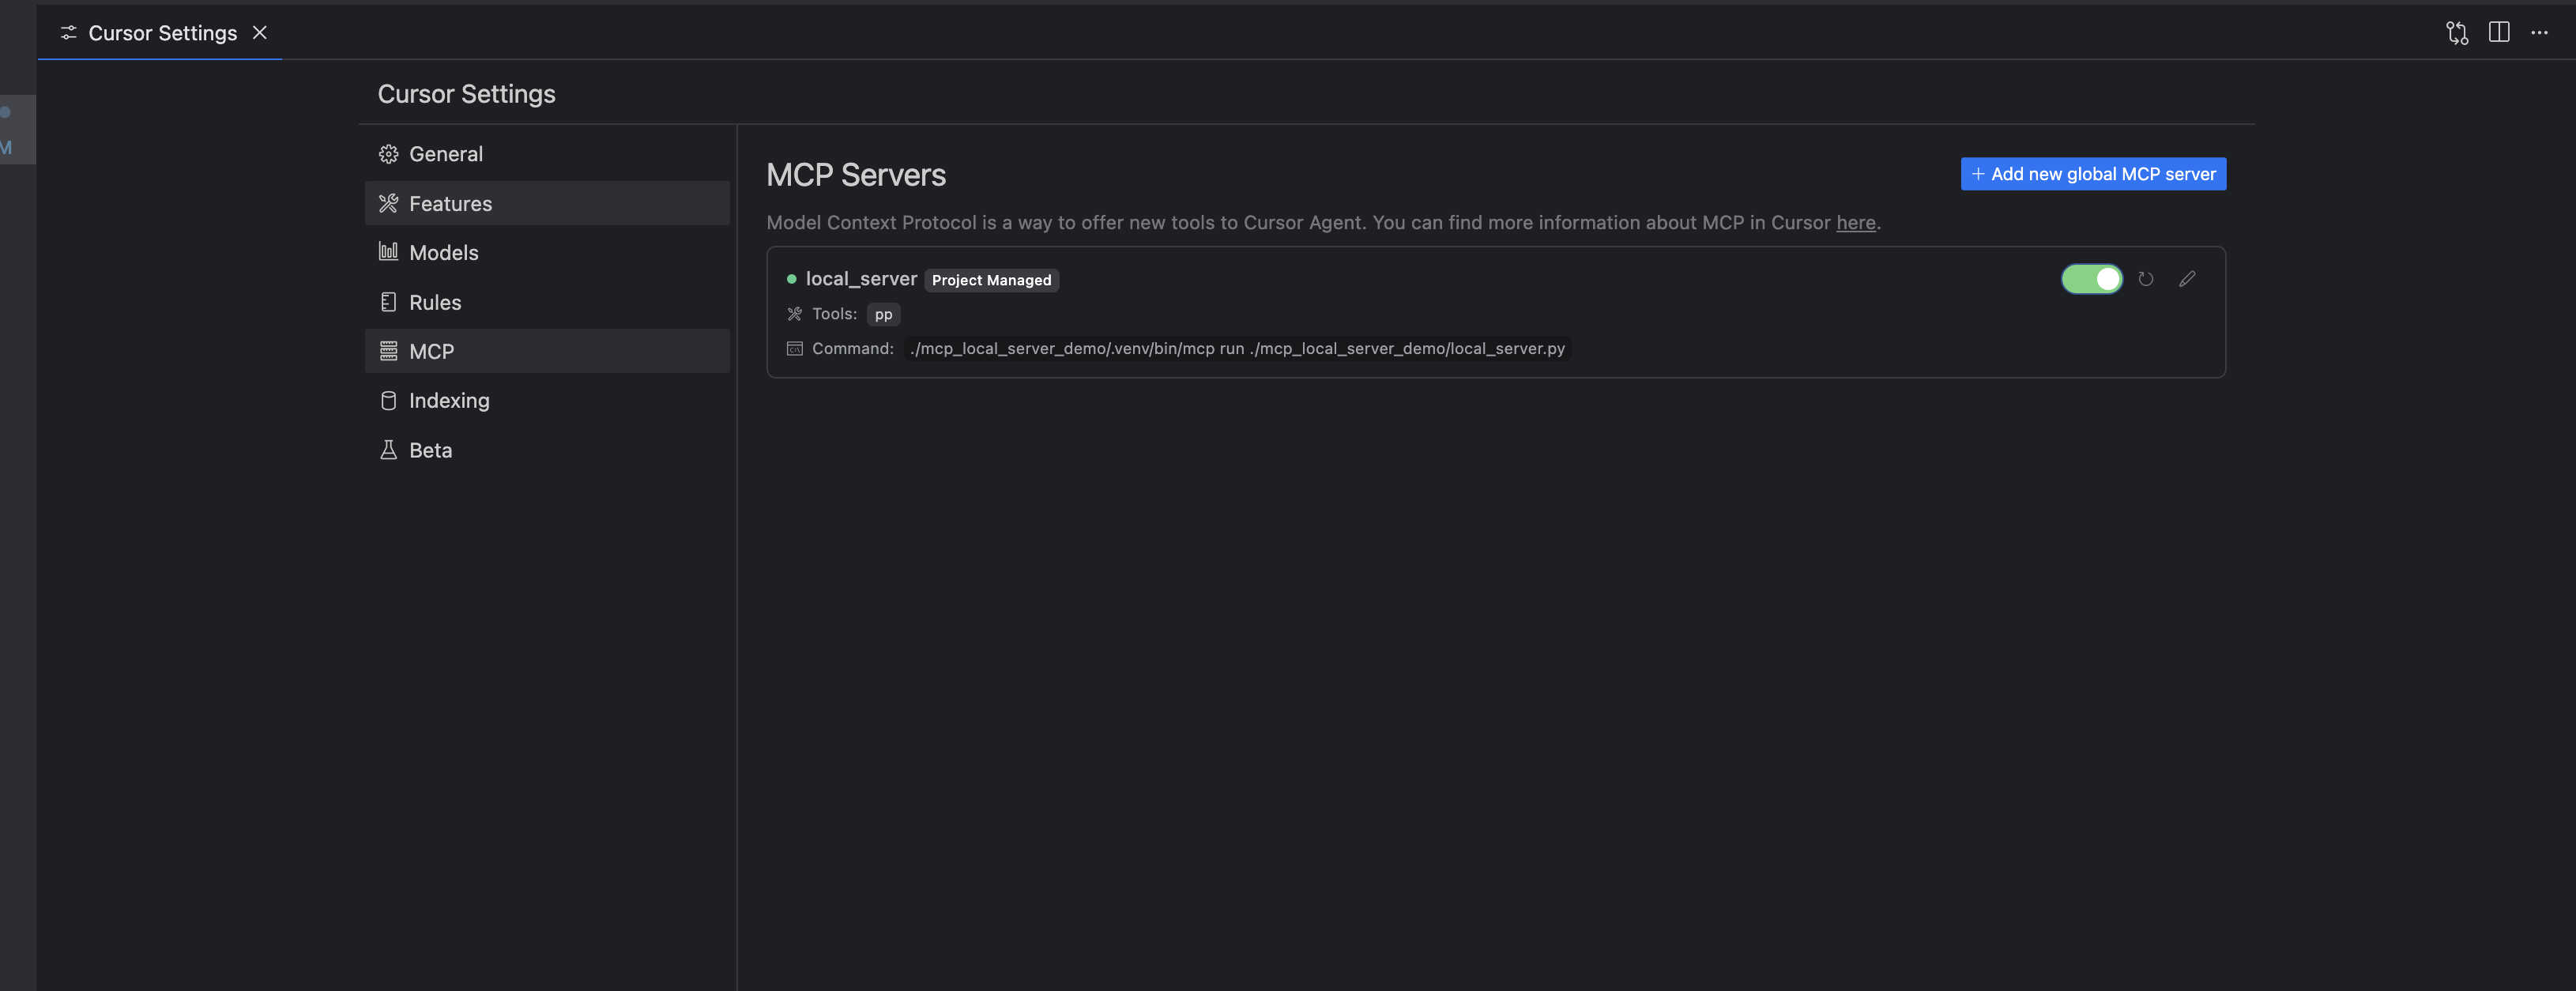 Cursor Settings
Cursor Settings
M
General
Features
Models
Rules
MCP
Indexing
Beta
MCP Servers
+ Add new global MCP server
Model Context Protocol is a way to offer new tools to Cursor Agent. You can find more information about MCP in Cursor here.
local_server Project Managed
Tools: pp
Command: ./mcp_local_server_demo/.venv/bin/mcp run ./mcp_local_server_demo/local_server.py